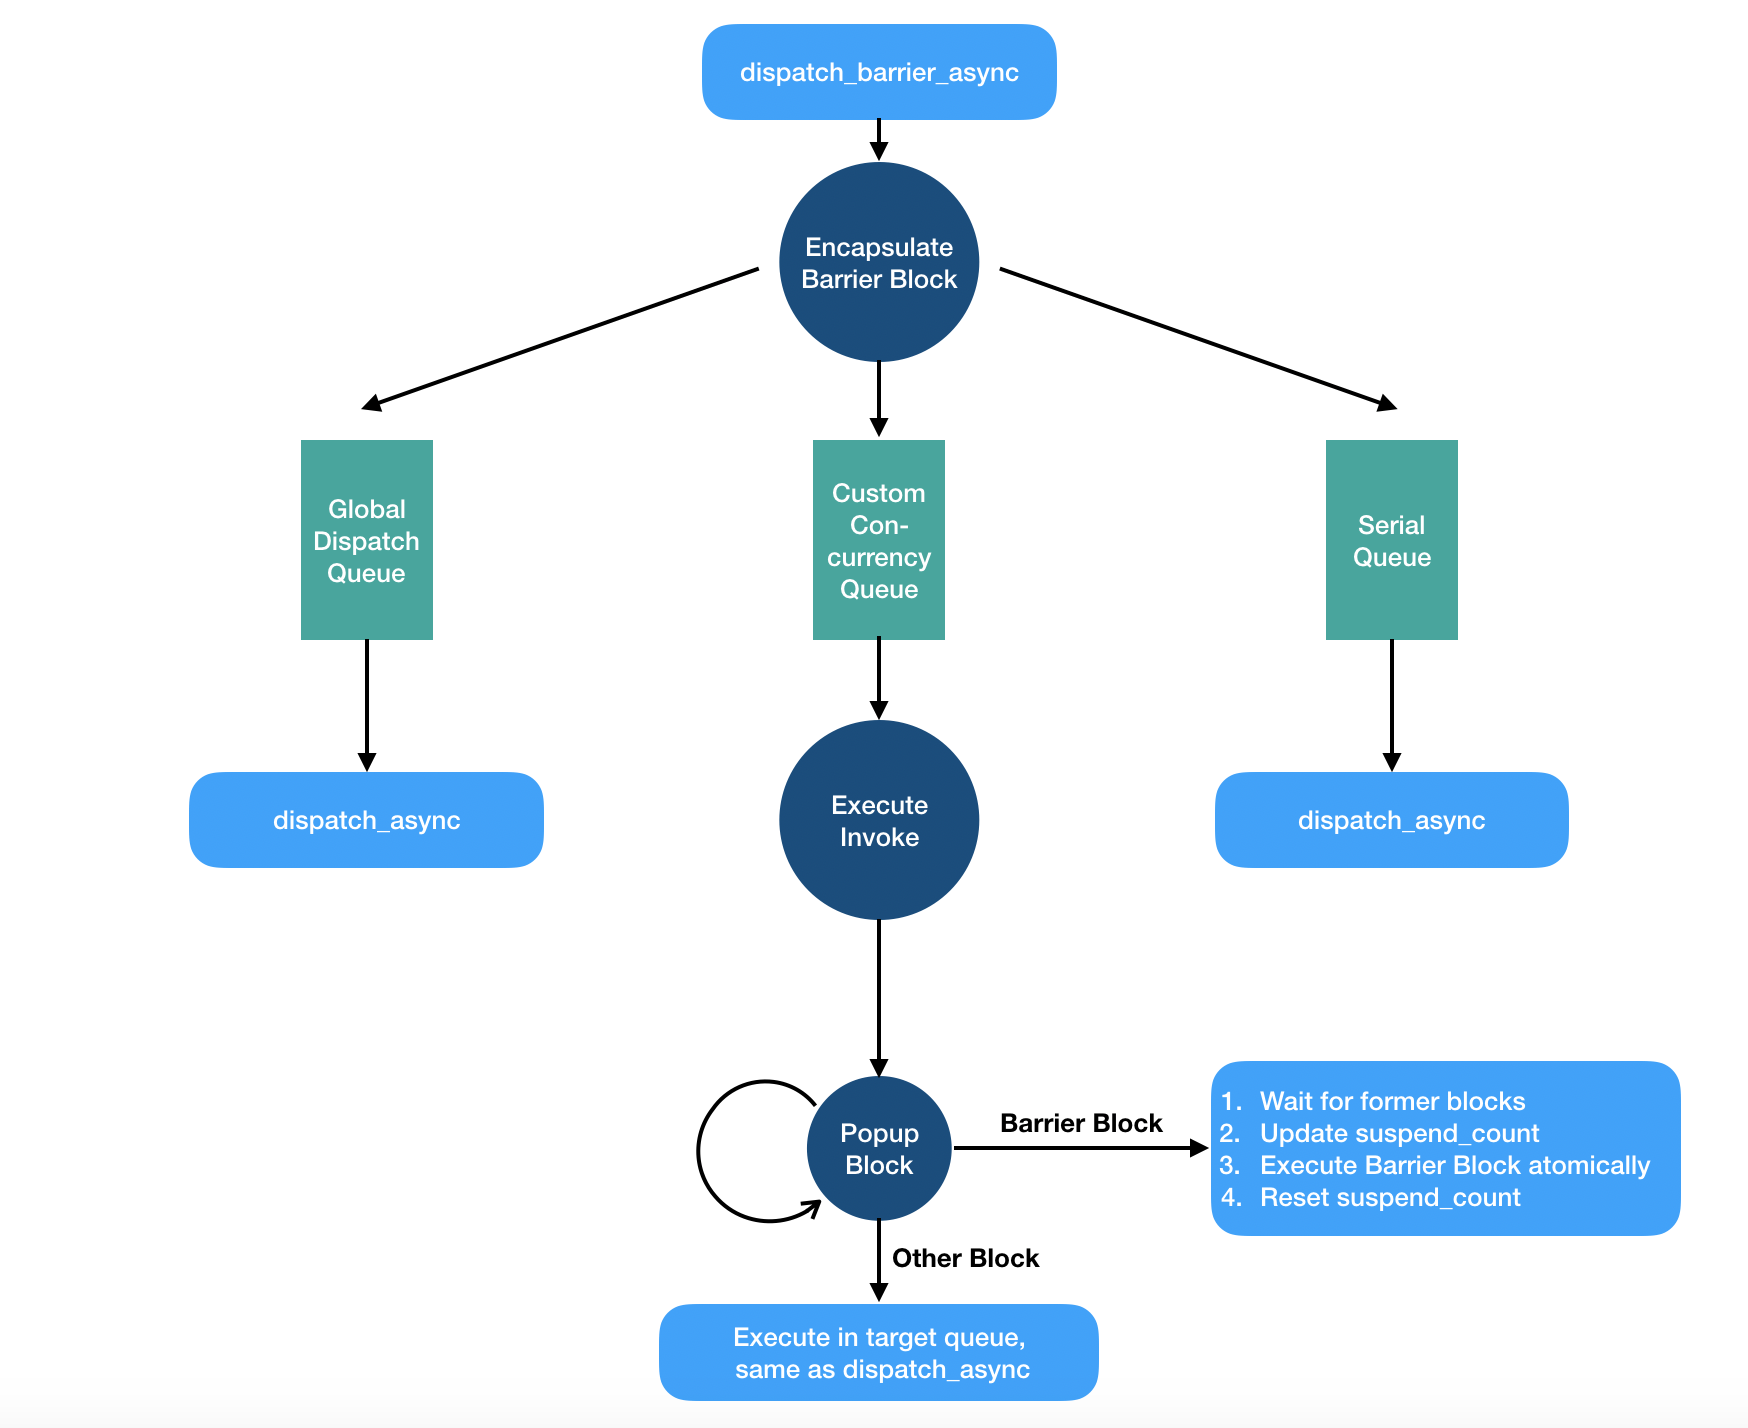 dispatch_barrier_async
Encapsulate
Barrier Block
Global
Dispatch
Queue
Custom
Con-
currency
Queue
Serial
Queue
dispatch_async
Execute
Invoke
dispatch_async
Popup
Block
Barrier Block
1. Wait for former blocks
2. Update suspend_count
3. Execute Barrier Block atomically
4. Reset suspend_count
Other Block
Execute in target queue,
same as dispatch_async